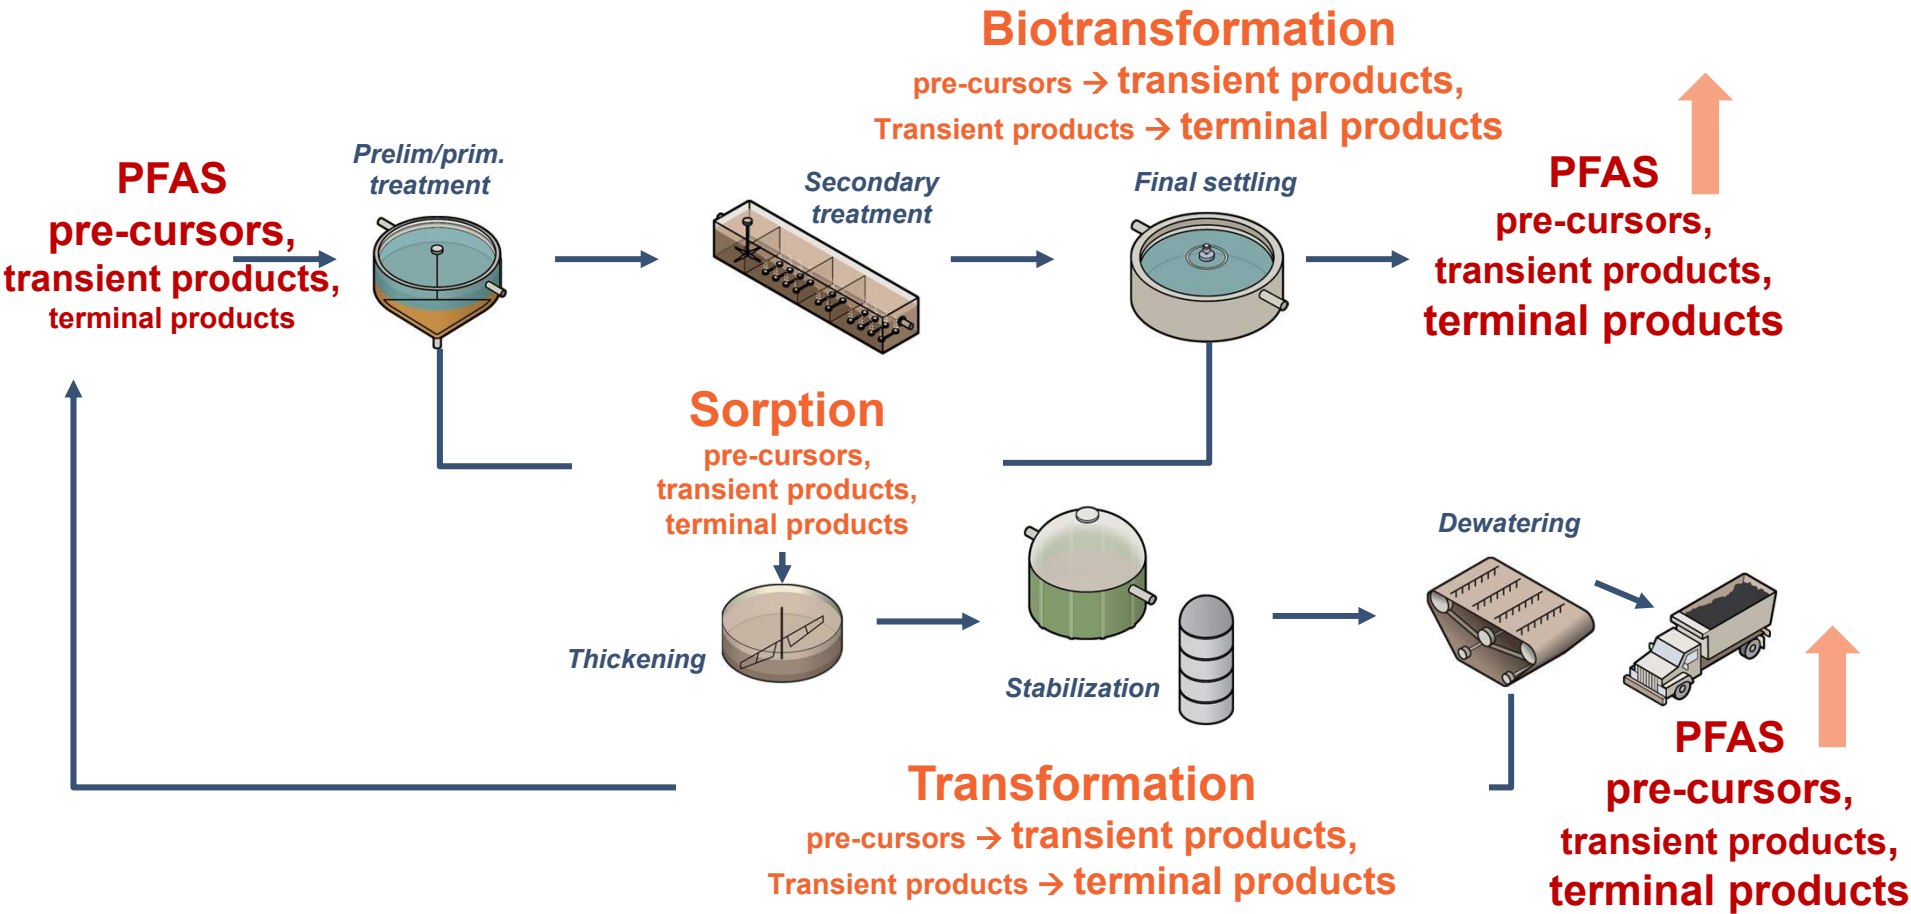 Biotransformation
pre-cursors → transient products,
Transient products → terminal products
PFAS
pre-cursors,
transient products,
terminal products
Prelim/prim.
treatment
Secondary
treatment
Final settling
PFAS
pre-cursors,
transient products,
terminal products
Sorption
pre-cursors,
transient products,
terminal products
Thickening
Stabilization
Dewatering
PFAS
pre-cursors,
transient products,
terminal products
Transformation
pre-cursors → transient products,
Transient products → terminal products